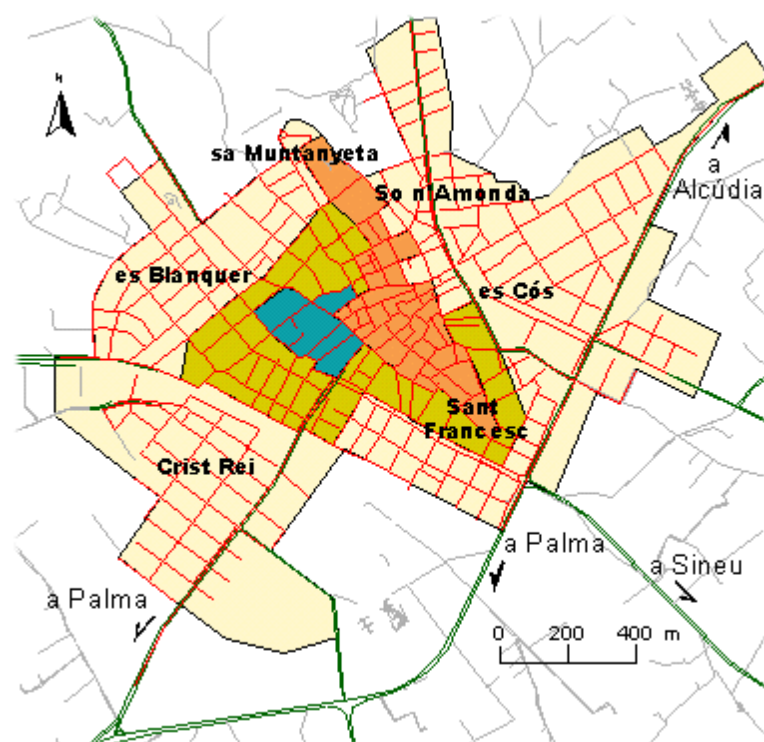 sa Muntanyeta
So n'Amonda
a
Alcúdia
es Blanquer
es Cós
Sant
Francesc
Crist Rei
a Palma
a Sineu
a Palma
0 200 400 m